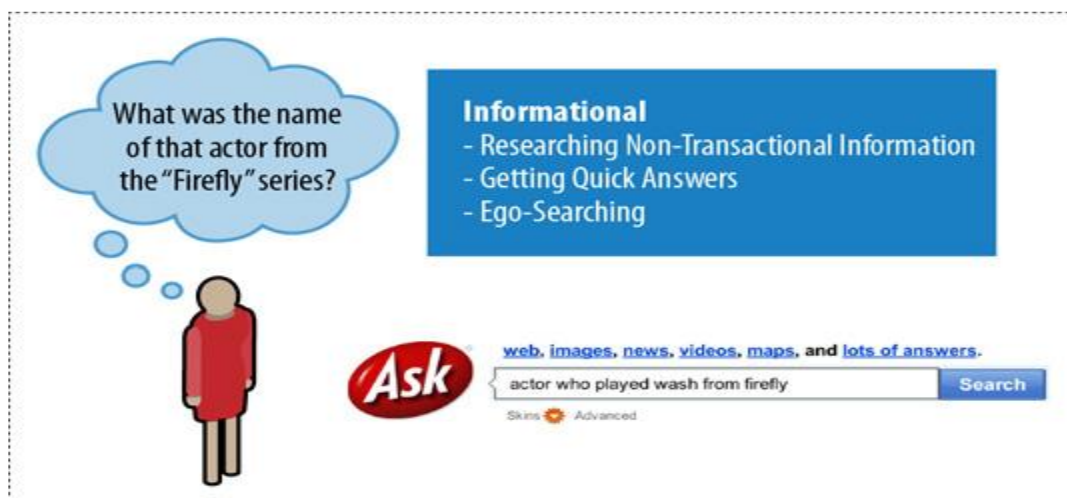 What was the name
of that actor from
the “Firefly” series?
Informational
- Researching Non-Transactional Information
- Getting Quick Answers
- Ego-Searching
Ask
web, images, news, videos, maps, and lots of answers.
actor who played wash from firefly
Search
Skins Advanced